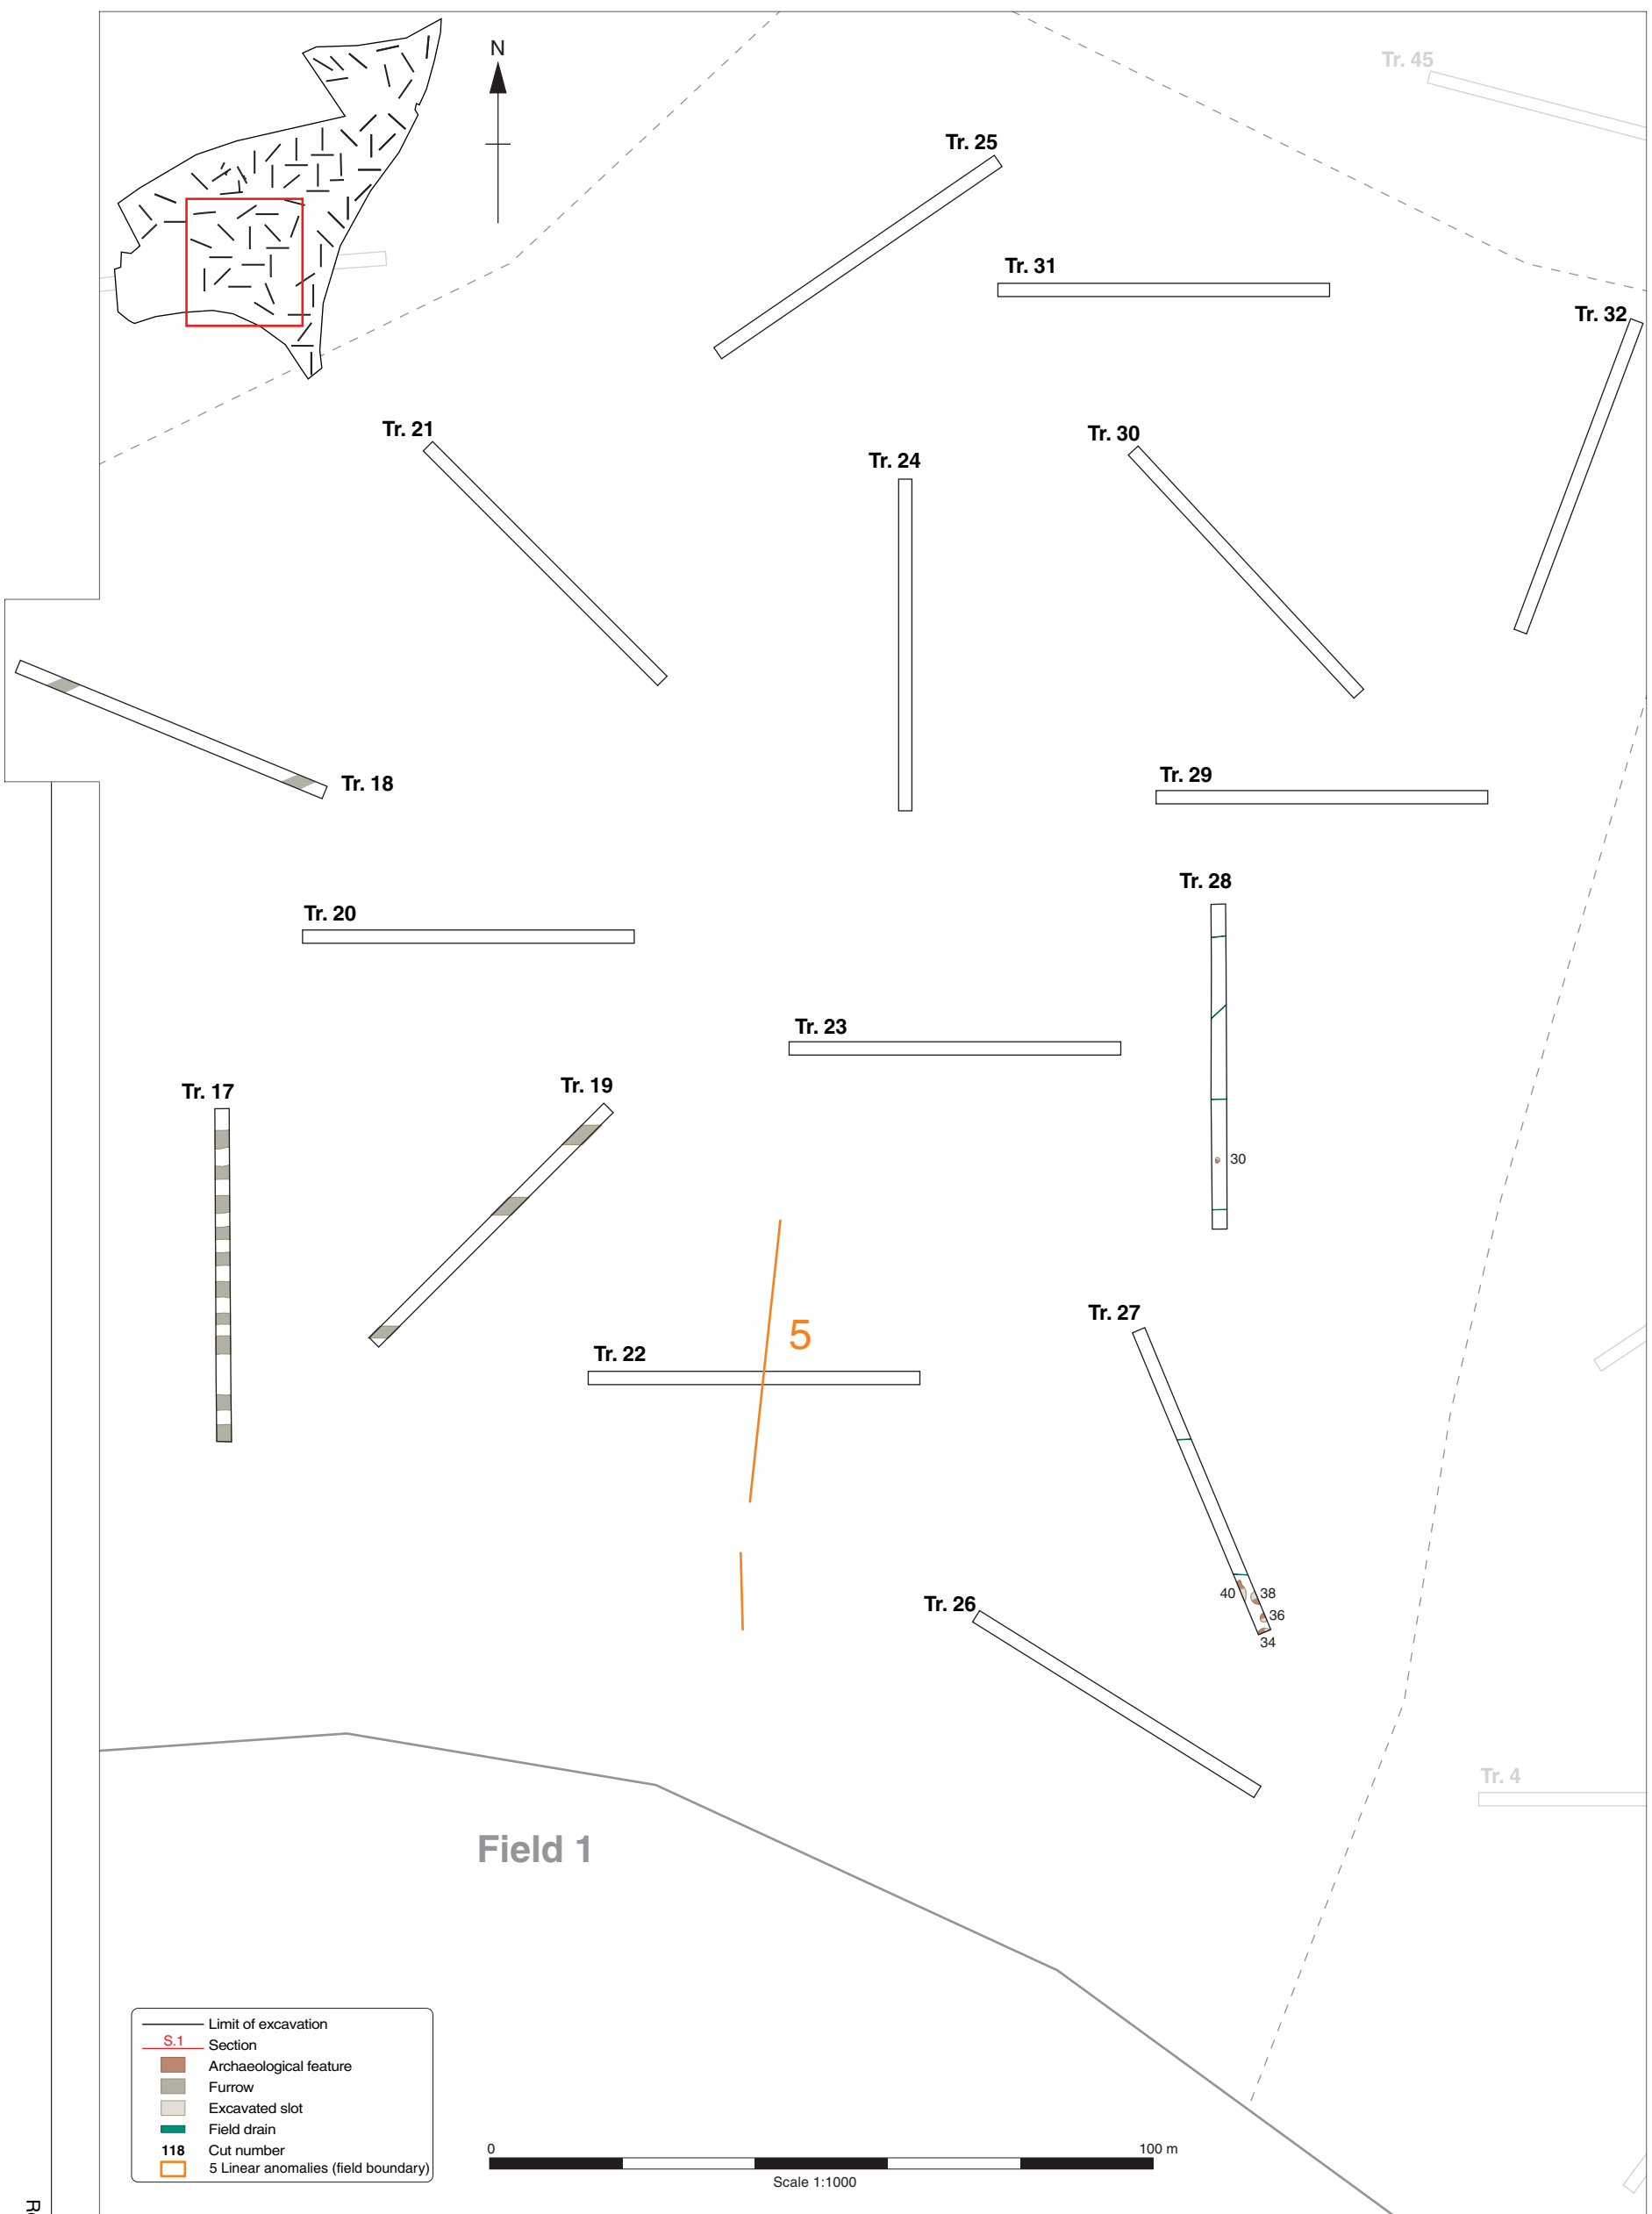 N
Tr. 45
Tr. 25
Tr. 31
Tr. 32
Tr. 21
Tr. 30
Tr. 24
Tr. 18
Tr. 29
Tr. 28
Tr. 20
Tr. 23
Tr. 17
Tr. 19
30
Tr. 27
5
Tr. 22
40
38
36
34
Tr. 26
Tr. 4
Field 1
Limit of excavation
S.1 Section
Archaeological feature
Furrow
Excavated slot
Field drain
118 Cut number
5 Linear anomalies (field boundary)
0 100 m
Scale 1:1000